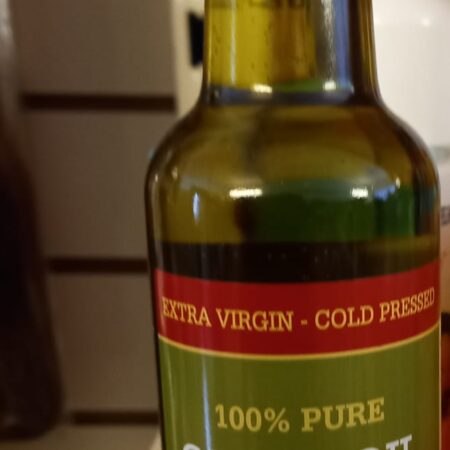 EXTRA VIRGIN - COLD PRESSED
100% PURE